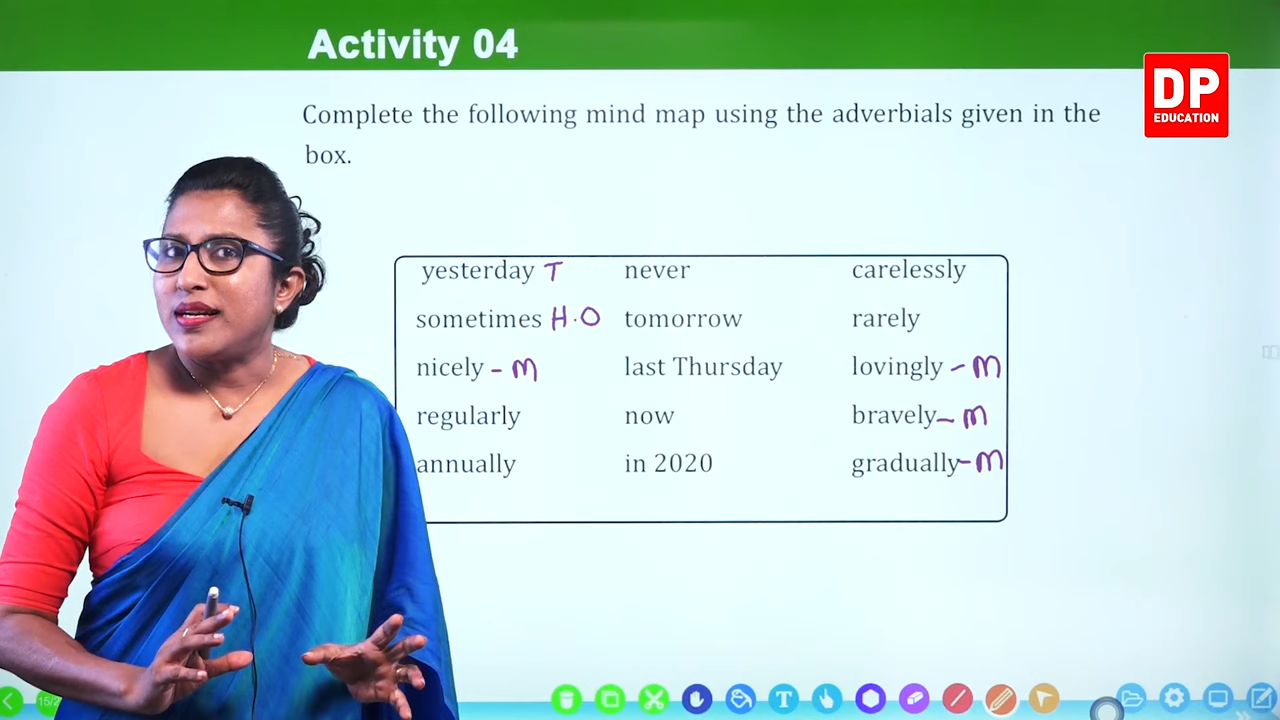 Activity 04
DP
EDUCATION
Complete the following mind map using the adverbials given in the
box.
yesterday T never carelessly
sometimes H.O tomorrow rarely
nicely - M last Thursday lovingly - M
regularly now bravely - M
annually in 2020 gradually - M